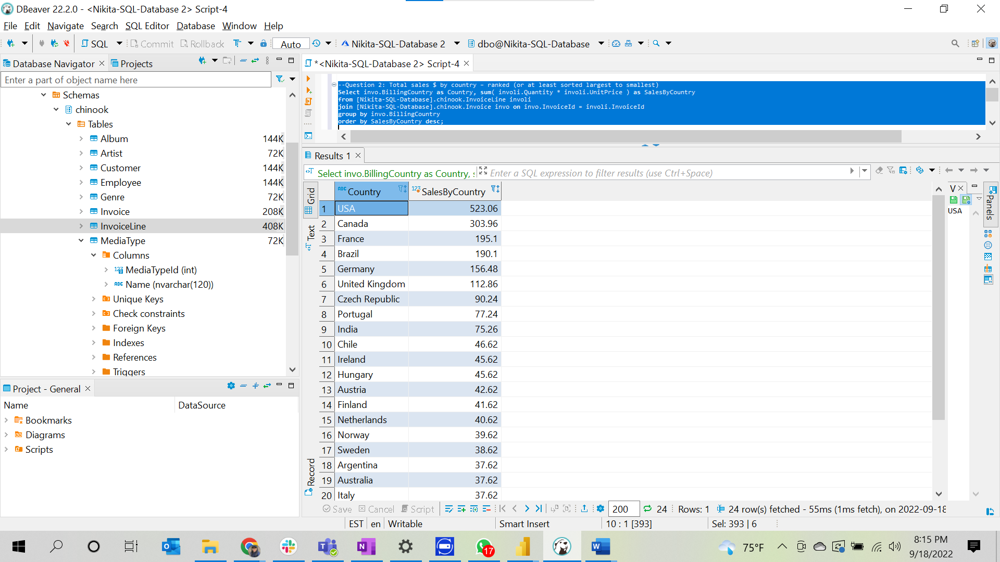 DBeaver 22.2.0 - <Nikita-SQL-Database 2> Script-4
File Edit Navigate Search SQL Editor Database Window Help
SQL Commit Rollback Auto Nikita-SQL-Database 2 dbo@Nikita-SQL-Database
Database Navigator Projects
Enter a part of object name here
Schemas
chinook
Tables
Album 144K
Artist 72K
Customer 144K
Employee 144K
Genre 72K
Invoice 208K
InvoiceLine 408K
MediaType 72K
Columns
MediaTypeId (int)
Name (nvarchar(120))
Unique Keys
Check constraints
Foreign Keys
Indexes
References
Triggers
Project - General
Name DataSource
Bookmarks
Diagrams
Scripts
*<Nikita-SQL-Database 2> Script-4
--Question 2: Total sales $ by country – ranked (or at least sorted largest to smallest)
Select invo.BillingCountry as Country, sum( involi.Quantity * involi.UnitPrice ) as SalesByCountry
from [Nikita-SQL-Database].chinook.InvoiceLine involi
join [Nikita-SQL-Database].chinook.Invoice invo on invo.InvoiceId = involi.InvoiceId
group by invo.BillingCountry
order by SalesByCountry desc;
Results 1
Select invo.BillingCountry as Country, s Enter a SQL expression to filter results (use Ctrl+Space)
Grid
Text
Record
Country SalesByCountry
1 USA 523.06
2 Canada 303.96
3 France 195.1
4 Brazil 190.1
5 Germany 156.48
6 United Kingdom 112.86
7 Czech Republic 90.24
8 Portugal 77.24
9 India 75.26
10 Chile 46.62
11 Ireland 45.62
12 Hungary 45.62
13 Austria 42.62
14 Finland 41.62
15 Netherlands 40.62
16 Norway 39.62
17 Sweden 38.62
18 Argentina 37.62
19 Australia 37.62
20 Italy 37.62
V
USA
Panels
Save Cancel Script 200 24 Rows: 1 24 row(s) fetched - 55ms (1ms fetch), on 2022-09-18
EST en Writable Smart Insert 10 : 1 [393] Sel: 393 | 6
17
75°F
8:15 PM
9/18/2022